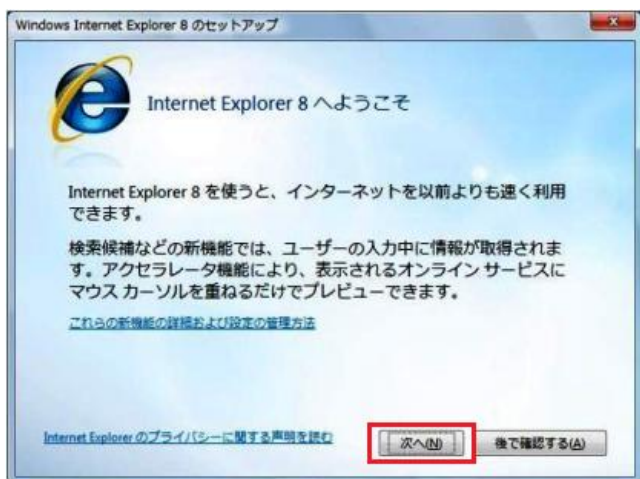 Windows Internet Explorer 8 のセットアップ
Internet Explorer 8 へようこそ
Internet Explorer 8 を使うと、インターネットを以前よりも速く利用
できます。
検索候補などの新機能では、ユーザーの入力中に情報が取得されま
す。アクセラレータ機能により、表示されるオンライン サービスに
マウス カーソルを重ねるだけでプレビューできます。
これらの新機能の詳細および設定の管理方法
Internet Explorer のプライバシーに関する声明を読む
次へ(N)
後で確認する(A)